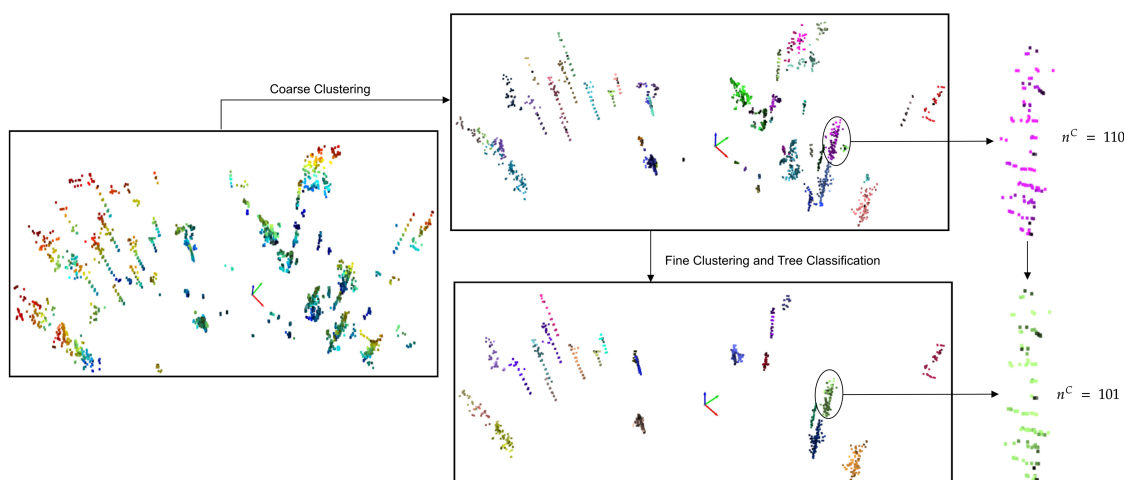 Coarse Clustering
n^C = 110
Fine Clustering and Tree Classification
n^C = 101